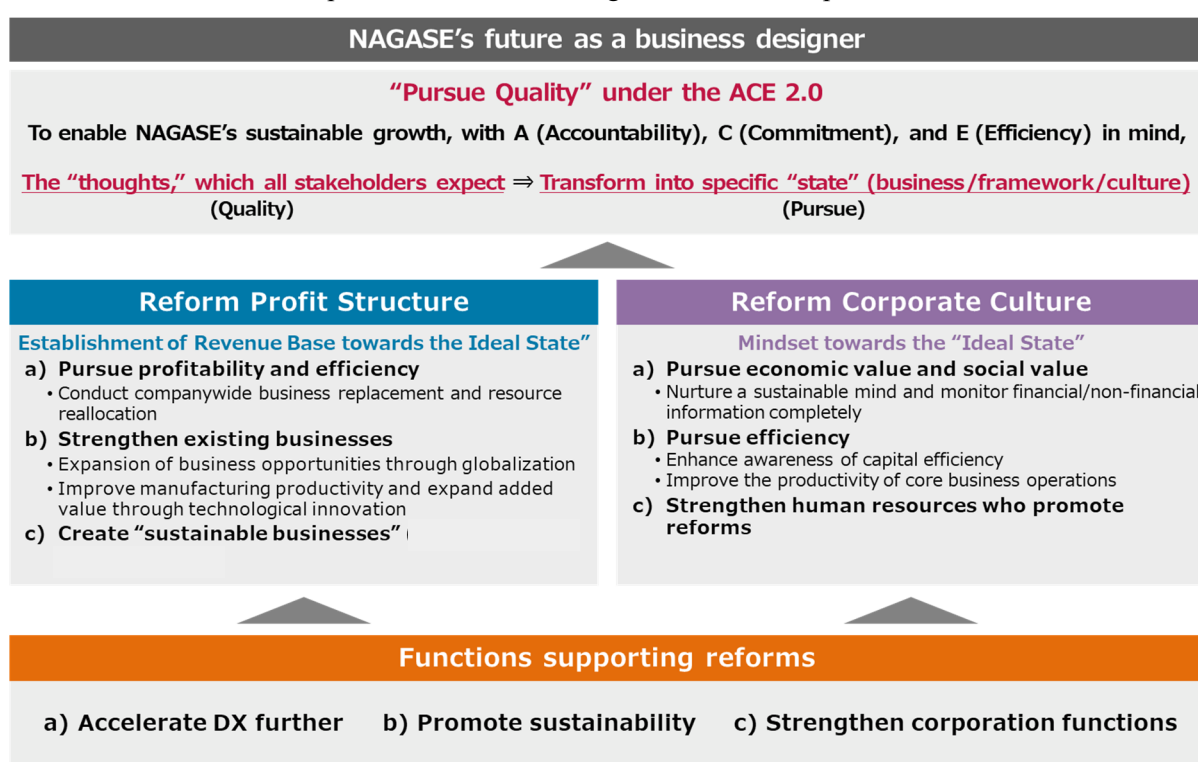 NAGASE’s future as a business designer
“Pursue Quality” under the ACE 2.0
To enable NAGASE’s sustainable growth, with A (Accountability), C (Commitment), and E (Efficiency) in mind,
The “thoughts,” which all stakeholders expect ⇒ Transform into specific “state” (business/framework/culture)
(Quality) (Pursue)
Reform Profit Structure
Establishment of Revenue Base towards the Ideal State”
a) Pursue profitability and efficiency
• Conduct companywide business replacement and resource
reallocation
b) Strengthen existing businesses
• Expansion of business opportunities through globalization
• Improve manufacturing productivity and expand added
value through technological innovation
c) Create “sustainable businesses” (
Reform Corporate Culture
Mindset towards the “Ideal State”
a) Pursue economic value and social value
• Nurture a sustainable mind and monitor financial/non-financial
information completely
b) Pursue efficiency
• Enhance awareness of capital efficiency
• Improve the productivity of core business operations
c) Strengthen human resources who promote
reforms
Functions supporting reforms
a) Accelerate DX further b) Promote sustainability c) Strengthen corporation functions